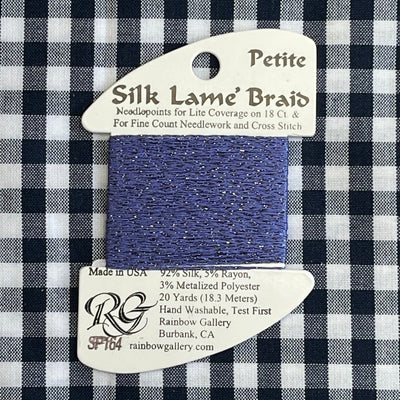 Petite
Silk Lamé Braid
Needlepoints for Lite Coverage on 18 Ct. &
For Fine Count Needlework and Cross Stitch
Made in USA 92% Silk, 5% Rayon,
3% Metalized Polyester
20 Yards (18.3 Meters)
RG Hand Washable, Test First
Rainbow Gallery
Burbank, CA
SP164 rainbowgallery.com